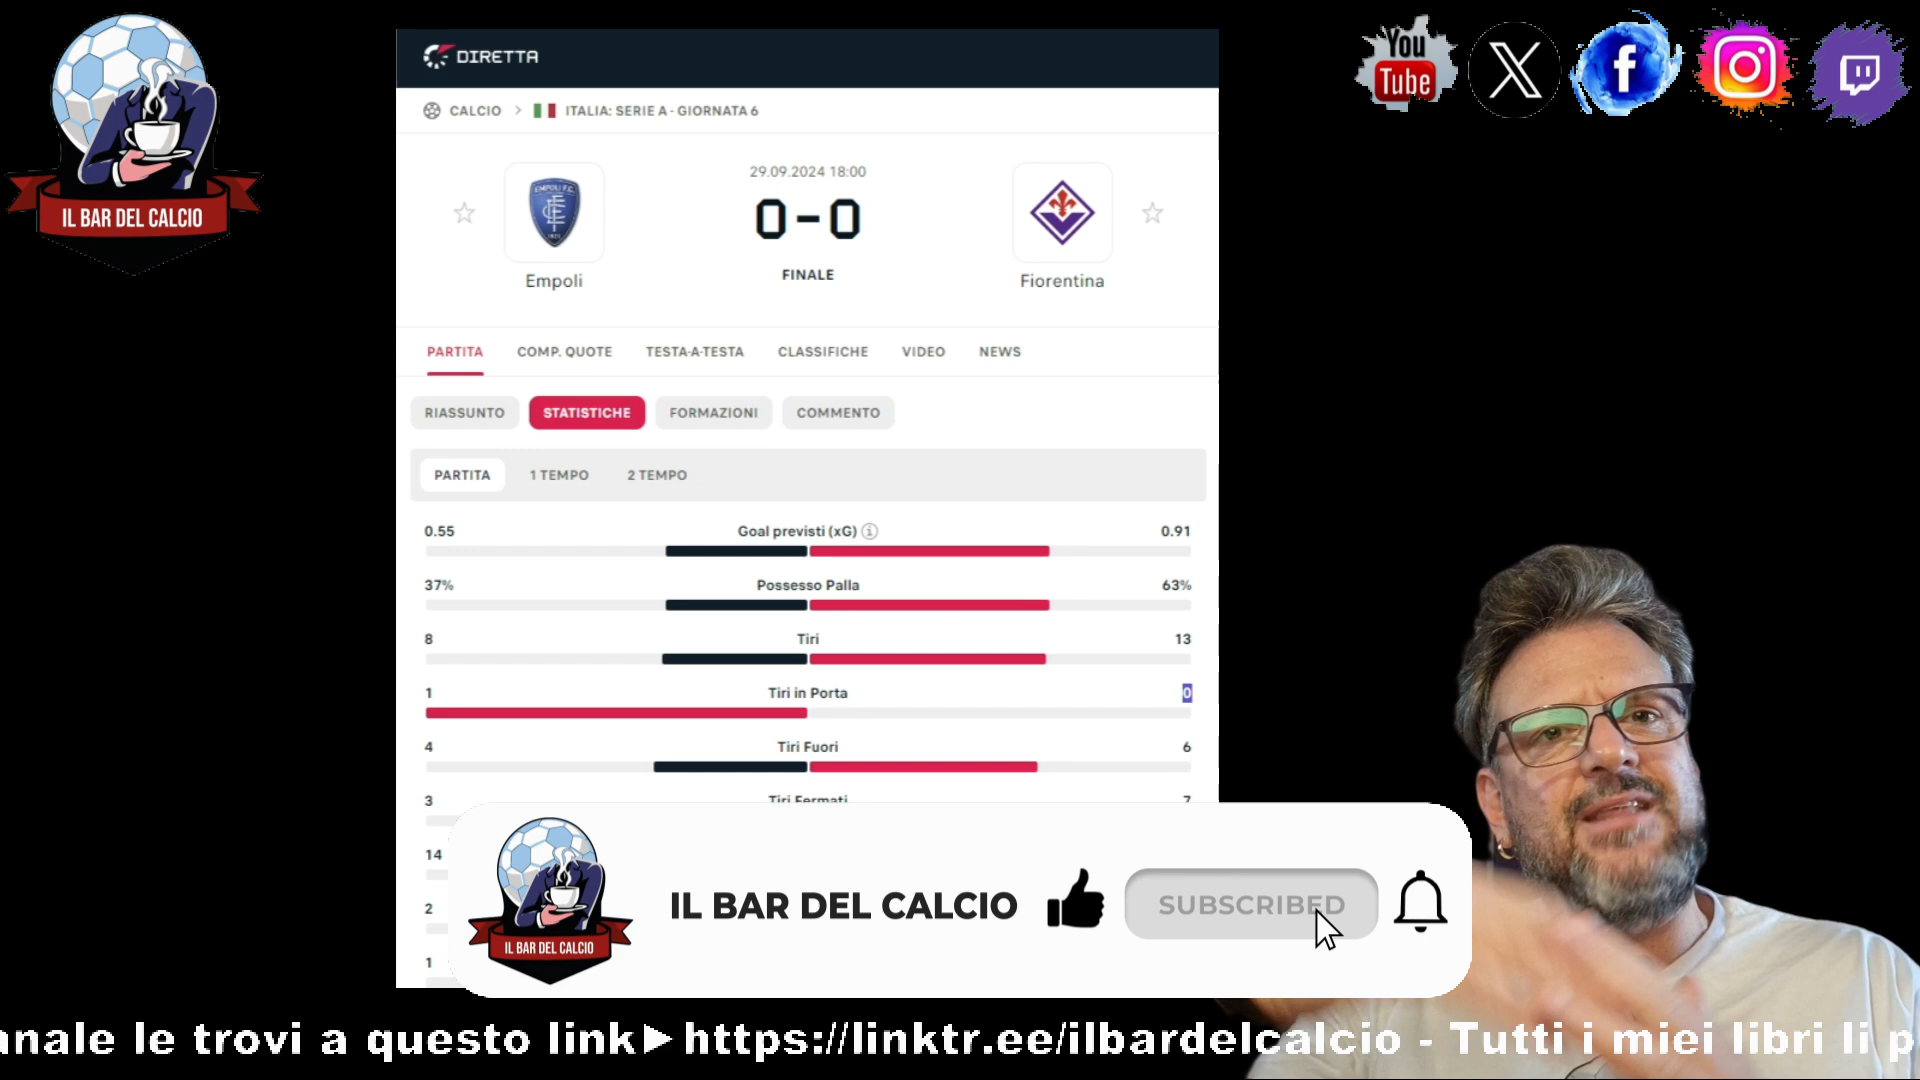 IL BAR DEL CALCIO
DIRETTA
CALCIO > ITALIA: SERIE A - GIORNATA 6
29.09.2024 18:00
0-0
FINALE
Empoli
Fiorentina
EMPOLI F.C.
You
Tube
PARTITA COMP. QUOTE TESTA-A-TESTA CLASSIFICHE VIDEO NEWS
RIASSUNTO STATISTICHE FORMAZIONI COMMENTO
PARTITA 1 TEMPO 2 TEMPO
0.55 Goal previsti (xG) 0.91
37% Possesso Palla 63%
8 Tiri 13
1 Tiri in Porta 0
4 Tiri Fuori 6
3 Tiri Fermati 7
14
2
1
IL BAR DEL CALCIO
IL BAR DEL CALCIO SUBSCRIBED
anale le trovi a questo link►https://linktr.ee/ilbardelcalcio - Tutti i miei libri li p